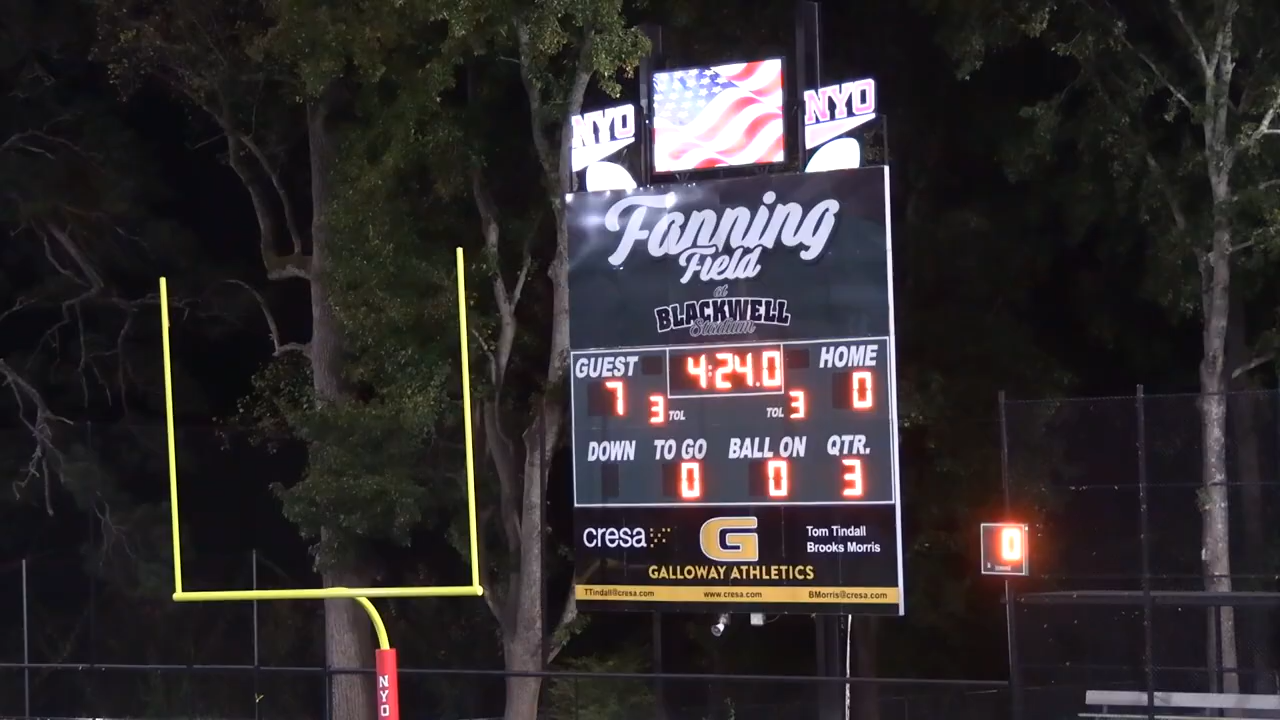 NYO
NYO
Fanning
Field
at
BLACKWELL
Stadium
GUEST 4:24.0 HOME
7 3 TOL TOL 3 0
DOWN TO GO BALL ON QTR.
0 0 3
cresa G Tom Tindall
Brooks Morris
GALLOWAY ATHLETICS
TTindall@cresa.com www.cresa.com BMorris@cresa.com
0
NYO